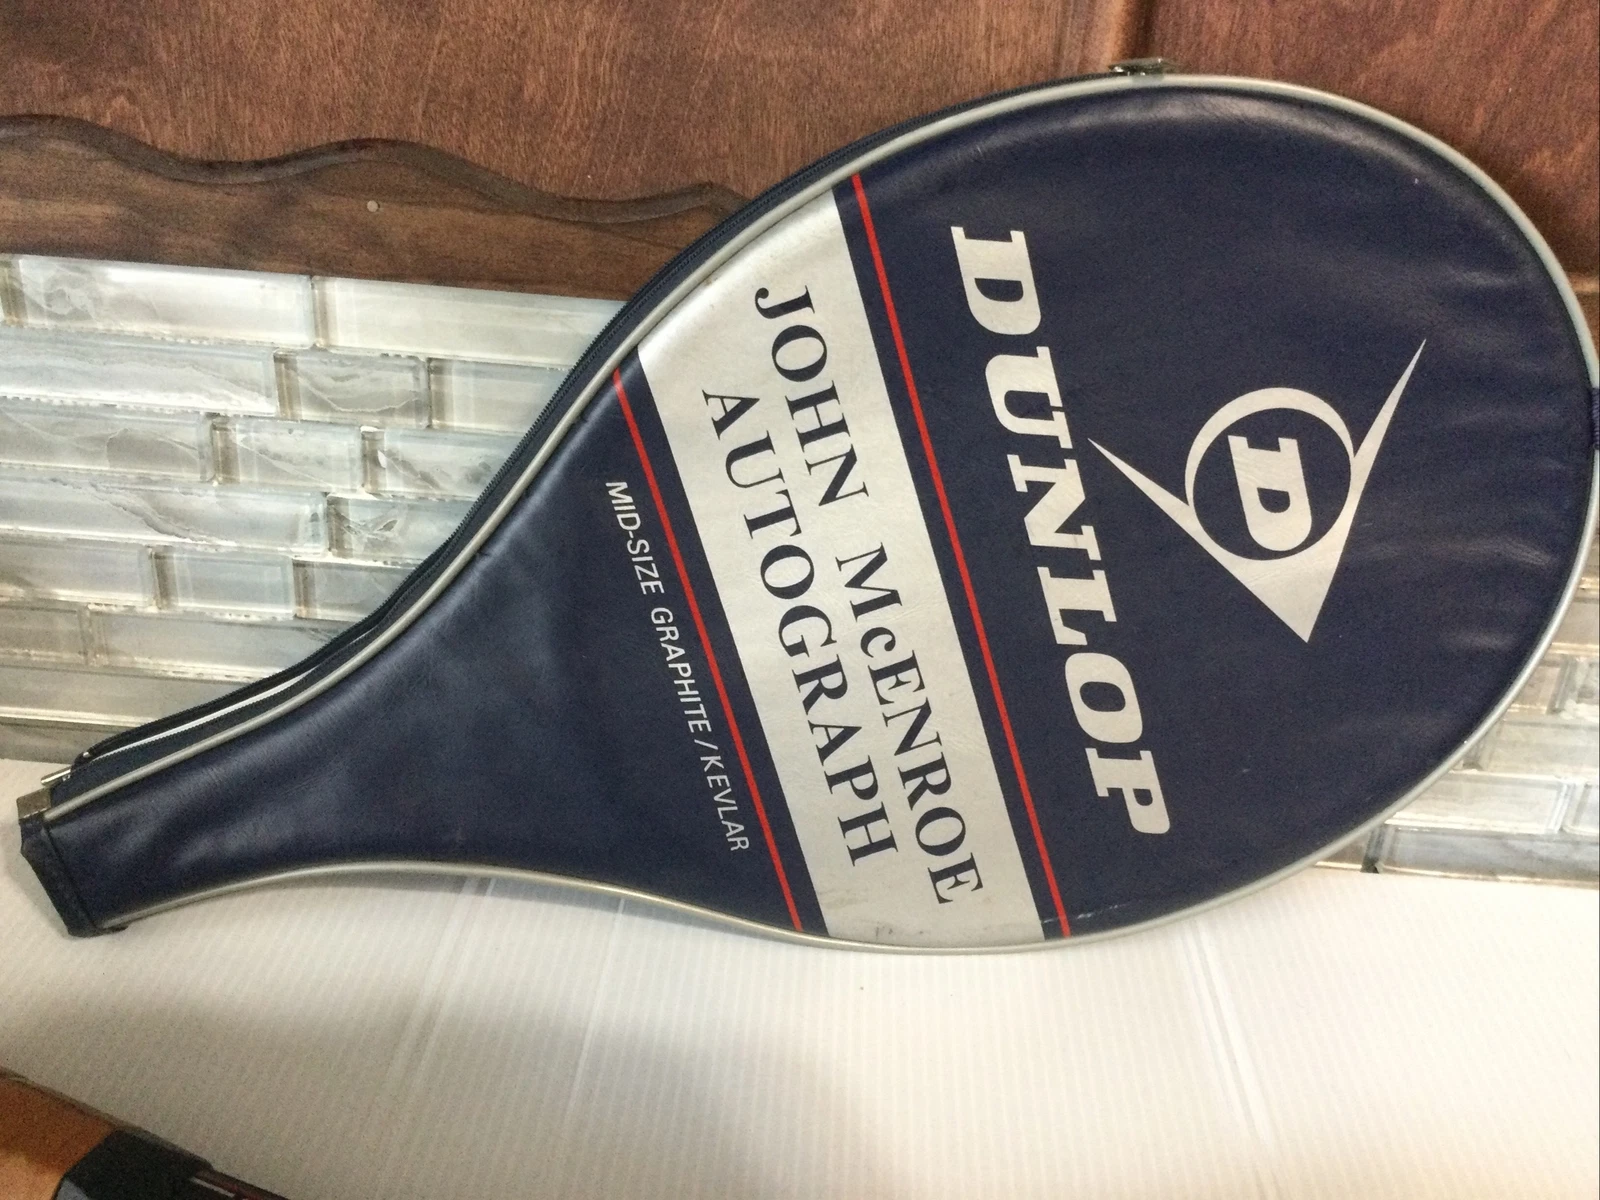 D
DUNLOP
JOHN McENROE
AUTOGRAPH
MID-SIZE GRAPHITE/KEVLAR